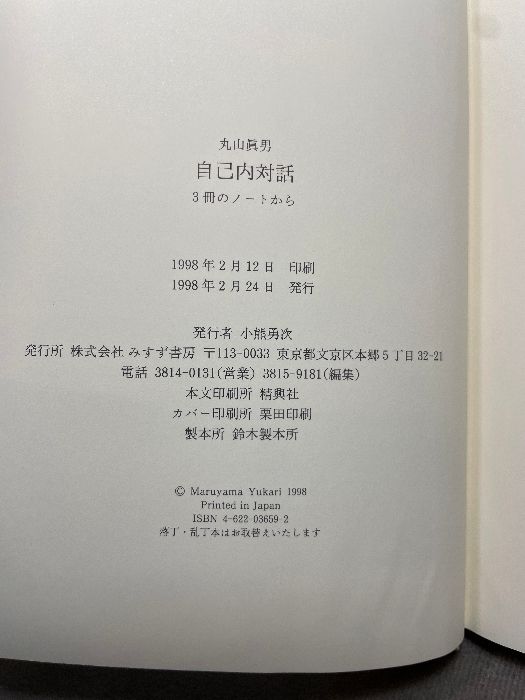 丸山眞男
自己内対話
3冊のノートから
1998年2月12日 印刷
1998年2月24日 発行
発行者 小熊勇次
発行所 株式会社 みすず書房 〒113-0033 東京都文京区本郷5丁目32-21
電話 3814-0131(営業) 3815-9181(編集)
本文印刷所 精興社
カバー印刷所 栗田印刷
製本所 鈴木製本所
© Maruyama Yukari 1998
Printed in Japan
ISBN 4-622-03659-2
落丁・乱丁本はお取替えいたします